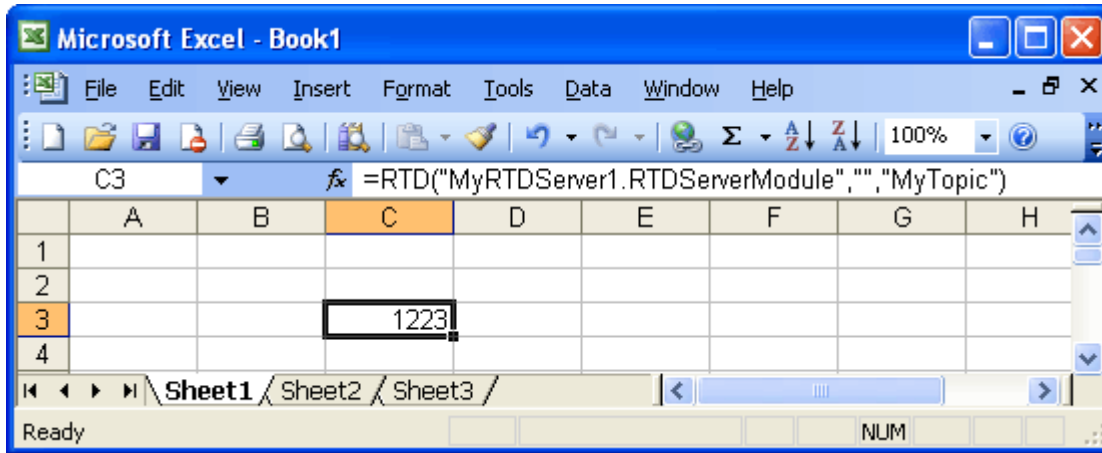 Microsoft Excel - Book1
File Edit View Insert Format Tools Data Window Help
Σ A Z Z A 100%
C3 fx =RTD("MyRTDServer1.RTDServerModule","","MyTopic")
A B C D E F G H
1
2
3 1223
4
Sheet1 Sheet2 Sheet3
Ready NUM